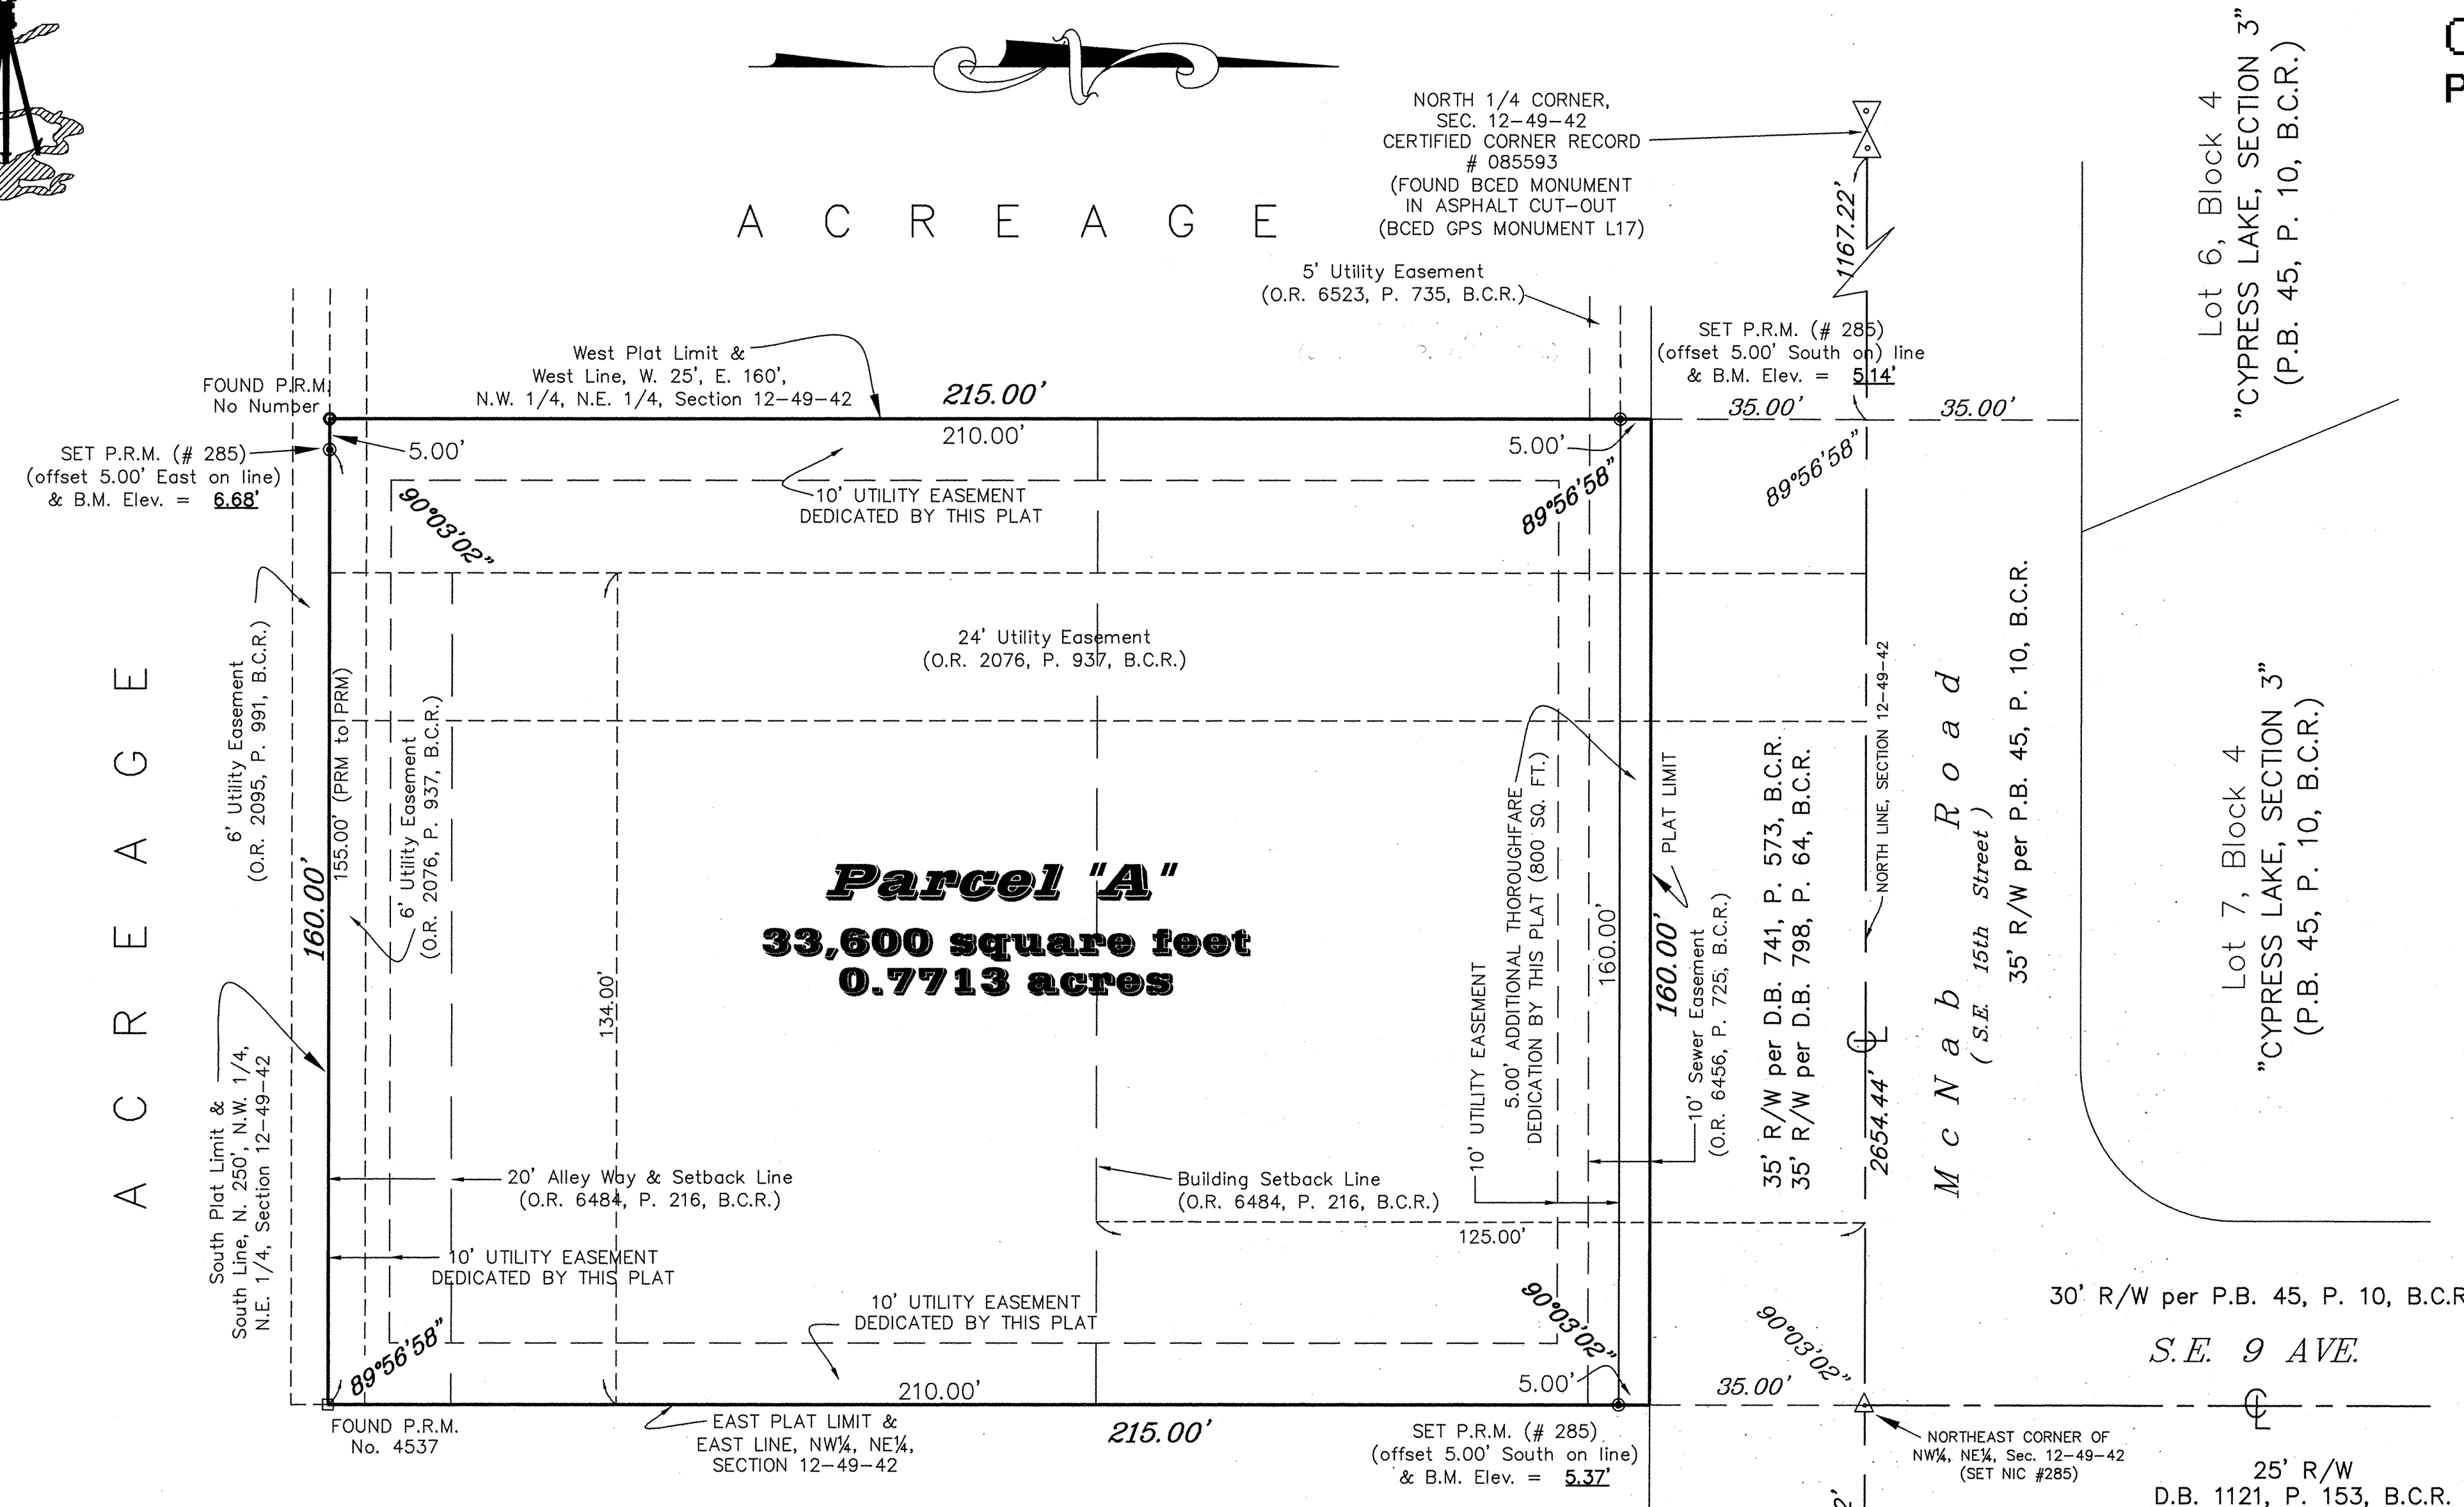 N
NORTH 1/4 CORNER,
SEC. 12-49-42
CERTIFIED CORNER RECORD
# 085593
(FOUND BCED MONUMENT
IN ASPHALT CUT-OUT
(BCED GPS MONUMENT L17)
1167.22'
Lot 6, Block 4
"CYPRESS LAKE, SECTION 3"
(P.B. 45, P. 10, B.C.R.)
A C R E A G E
5' Utility Easement
(O.R. 6523, P. 735, B.C.R.)
SET P.R.M. (# 285)
(offset 5.00' South on) line
& B.M. Elev. = 5.14'
West Plat Limit &
West Line, W. 25', E. 160',
N.W. 1/4, N.E. 1/4, Section 12-49-42
215.00'
35.00'
35.00'
FOUND P.R.M.
No Number
SET P.R.M. (# 285)
(offset 5.00' East on line)
& B.M. Elev. = 6.68'
5.00'
210.00'
5.00'
10' UTILITY EASEMENT
DEDICATED BY THIS PLAT
90°03'02"
89°56'58"
89°56'58"
24' Utility Easement
(O.R. 2076, P. 937, B.C.R.)
A C R E A G E
6' Utility Easement
(O.R. 2095, P. 991, B.C.R.)
160.00'
155.00' (PRM to PRM)
6' Utility Easement
(O.R. 2076, P. 937, B.C.R.)
134.00'
Parcel "A"
33,600 square feet
0.7713 acres
10' UTILITY EASEMENT
5.00' ADDITIONAL THOROUGHFARE
DEDICATION BY THIS PLAT (800 SQ. FT.)
160.00'
160.00'
PLAT LIMIT
10' Sewer Easement
(O.R. 6456, P. 725, B.C.R.)
35' R/W per D.B. 741, P. 573, B.C.R.
35' R/W per D.B. 798, P. 64, B.C.R.
NORTH LINE, SECTION 12-49-42
CL
2654.44'
McNab Road
(S.E. 15th Street)
35' R/W per P.B. 45, P. 10, B.C.R.
Lot 7, Block 4
"CYPRESS LAKE, SECTION 3"
(P.B. 45, P. 10, B.C.R.)
South Plat Limit &
South Line, N. 250', N.W. 1/4,
N.E. 1/4, Section 12-49-42
20' Alley Way & Setback Line
(O.R. 6484, P. 216, B.C.R.)
Building Setback Line
(O.R. 6484, P. 216, B.C.R.)
125.00'
10' UTILITY EASEMENT
DEDICATED BY THIS PLAT
10' UTILITY EASEMENT
DEDICATED BY THIS PLAT
89°56'58"
90°03'02"
90°03'02"
210.00'
5.00'
35.00'
215.00'
30' R/W per P.B. 45, P. 10, B.C.R
S.E. 9 AVE.
CL
FOUND P.R.M.
No. 4537
EAST PLAT LIMIT &
EAST LINE, NW¼, NE¼,
SECTION 12-49-42
SET P.R.M. (# 285)
(offset 5.00' South on line)
& B.M. Elev. = 5.37'
NORTHEAST CORNER OF
NW¼, NE¼, Sec. 12-49-42
(SET NIC #285)
25' R/W
D.B. 1121, P. 153, B.C.R.